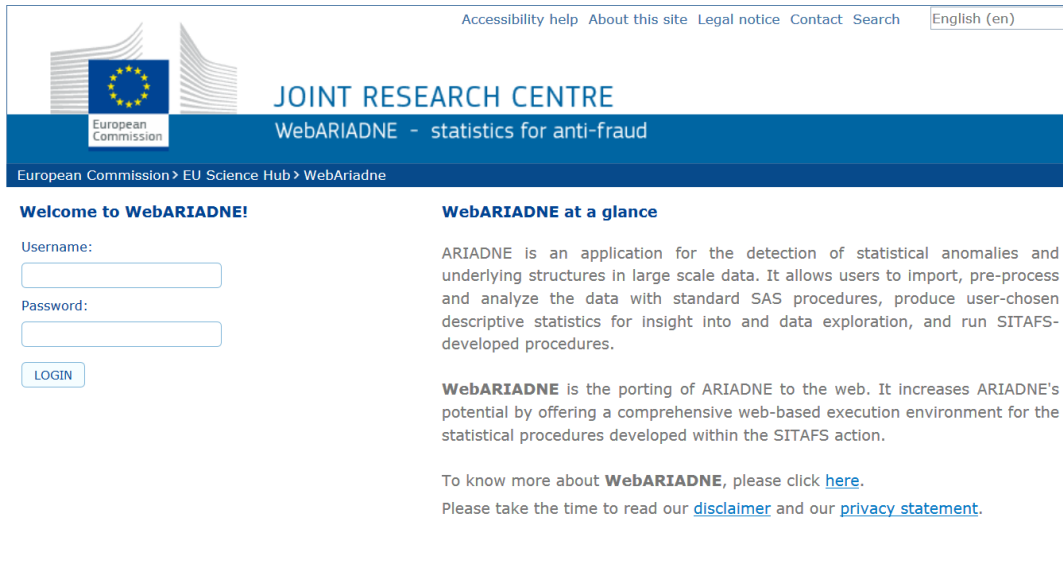 Accessibility help About this site Legal notice Contact Search English (en)
European
Commission
JOINT RESEARCH CENTRE
WebARIADNE - statistics for anti-fraud
European Commission > EU Science Hub > WebAriadne
Welcome to WebARIADNE!
Username:
Password:
LOGIN
WebARIADNE at a glance
ARIADNE is an application for the detection of statistical anomalies and
underlying structures in large scale data. It allows users to import, pre-process
and analyze the data with standard SAS procedures, produce user-chosen
descriptive statistics for insight into and data exploration, and run SITAFS-
developed procedures.
WebARIADNE is the porting of ARIADNE to the web. It increases ARIADNE's
potential by offering a comprehensive web-based execution environment for the
statistical procedures developed within the SITAFS action.
To know more about WebARIADNE, please click here.
Please take the time to read our disclaimer and our privacy statement.